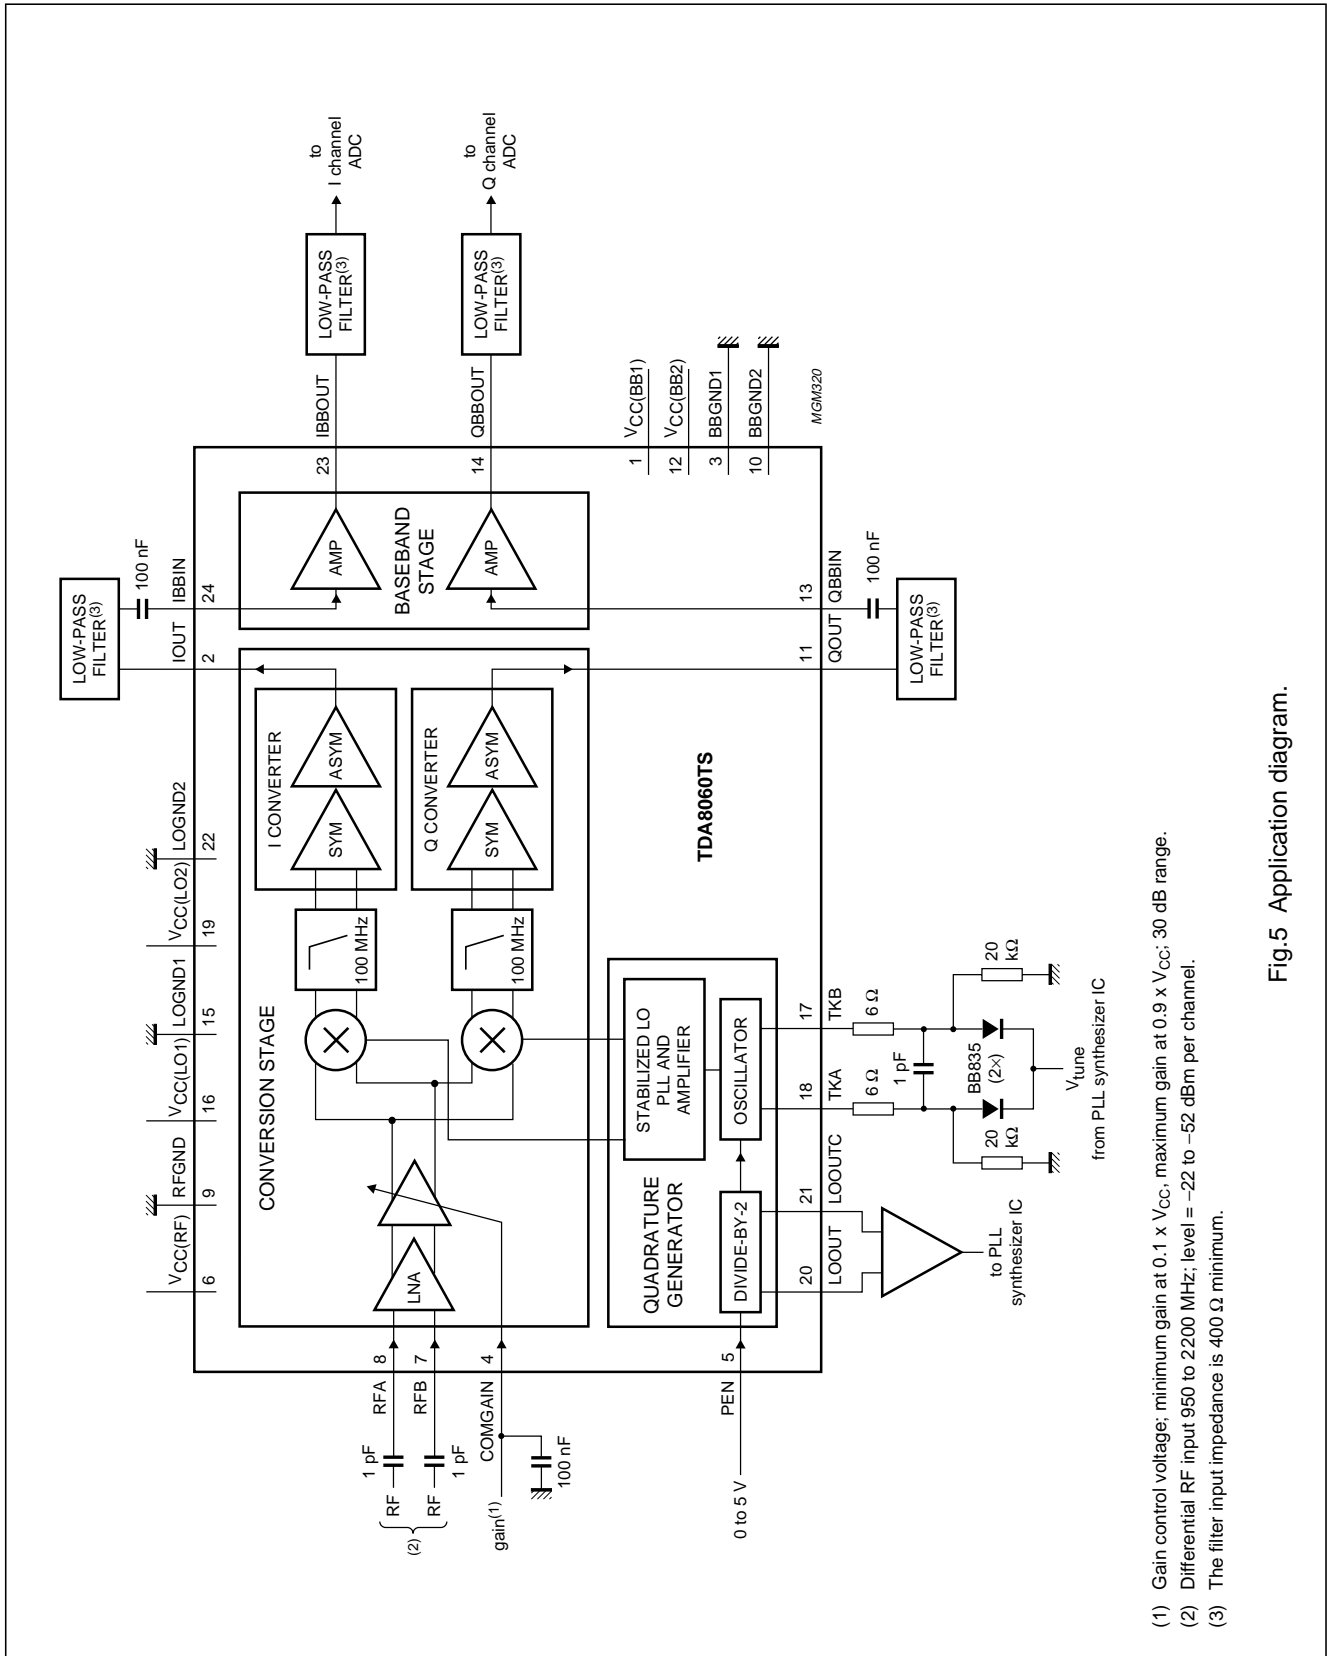 to
I channel
ADC
to
Q channel
ADC
LOW-PASS
FILTER(3)
LOW-PASS
FILTER(3)
IBBOUT
QBBOUT
23
14
VCC(BB1)
VCC(BB2)
BBGND1
BBGND2
1
12
3
10
MGM320
LOW-PASS
FILTER(3)
100 nF
IOUT
IBBIN
2
24
AMP
AMP
BASEBAND
STAGE
13
QBBIN
100 nF
11
QOUT
LOW-PASS
FILTER(3)
VCC(RF)
6
RFGND
9
VCC(LO1)
16
LOGND1
15
VCC(LO2)
19
LOGND2
22
CONVERSION STAGE
I CONVERTER
SYM
ASYM
Q CONVERTER
SYM
ASYM
100 MHz
100 MHz
LNA
TDA8060TS
QUADRATURE
GENERATOR
STABILIZED LO
PLL AND
AMPLIFIER
DIVIDE-BY-2
OSCILLATOR
(2)
RF
RF
1 pF
1 pF
RFA
RFB
8
7
gain(1)
COMGAIN
4
100 nF
0 to 5 V
PEN
5
20
LOOUT
21
LOOUTC
18
TKA
17
TKB
6 Ω
6 Ω
1 pF
BB835
(2×)
20
kΩ
20
kΩ
to PLL
synthesizer IC
Vtune
from PLL synthesizer IC
(1) Gain control voltage; minimum gain at 0.1 x VCC, maximum gain at 0.9 x VCC; 30 dB range.
(2) Differential RF input 950 to 2200 MHz; level = −22 to −52 dBm per channel.
(3) The filter input impedance is 400 Ω minimum.
Fig.5 Application diagram.